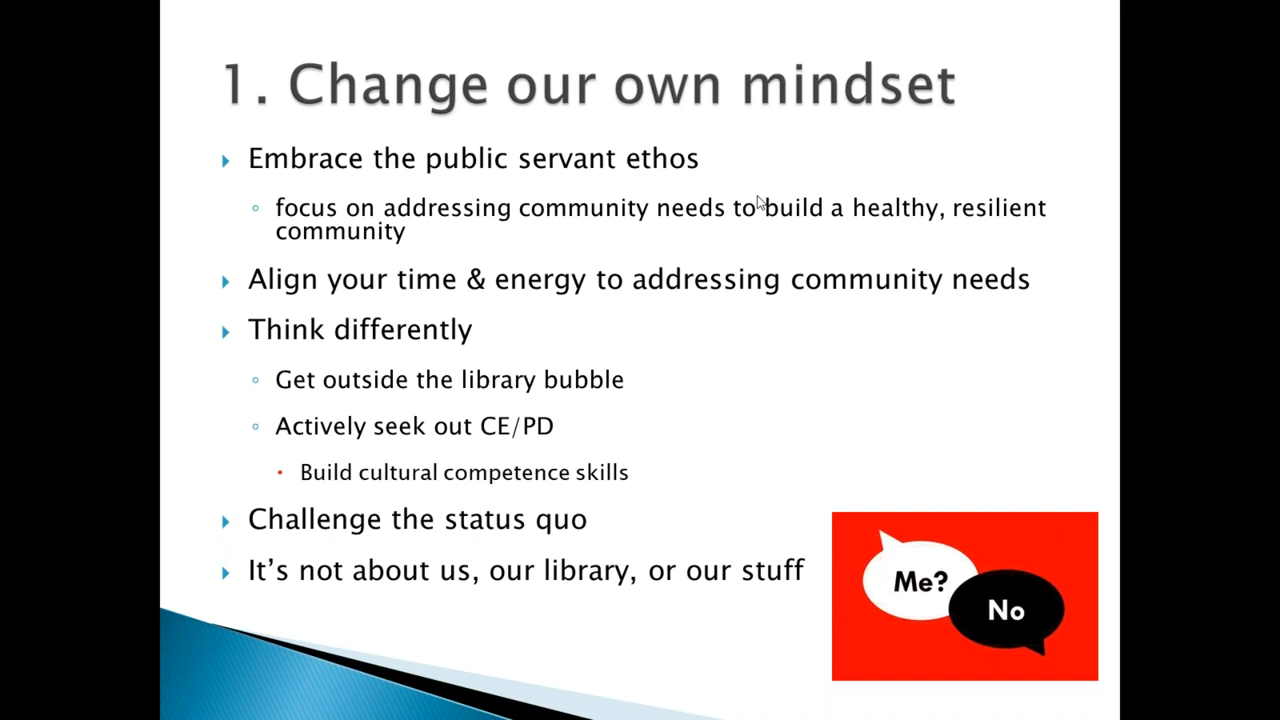 1. Change our own mindset
Embrace the public servant ethos
focus on addressing community needs to build a healthy, resilient
community
Align your time & energy to addressing community needs
Think differently
Get outside the library bubble
Actively seek out CE/PD
Build cultural competence skills
Challenge the status quo
It’s not about us, our library, or our stuff
Me?
No